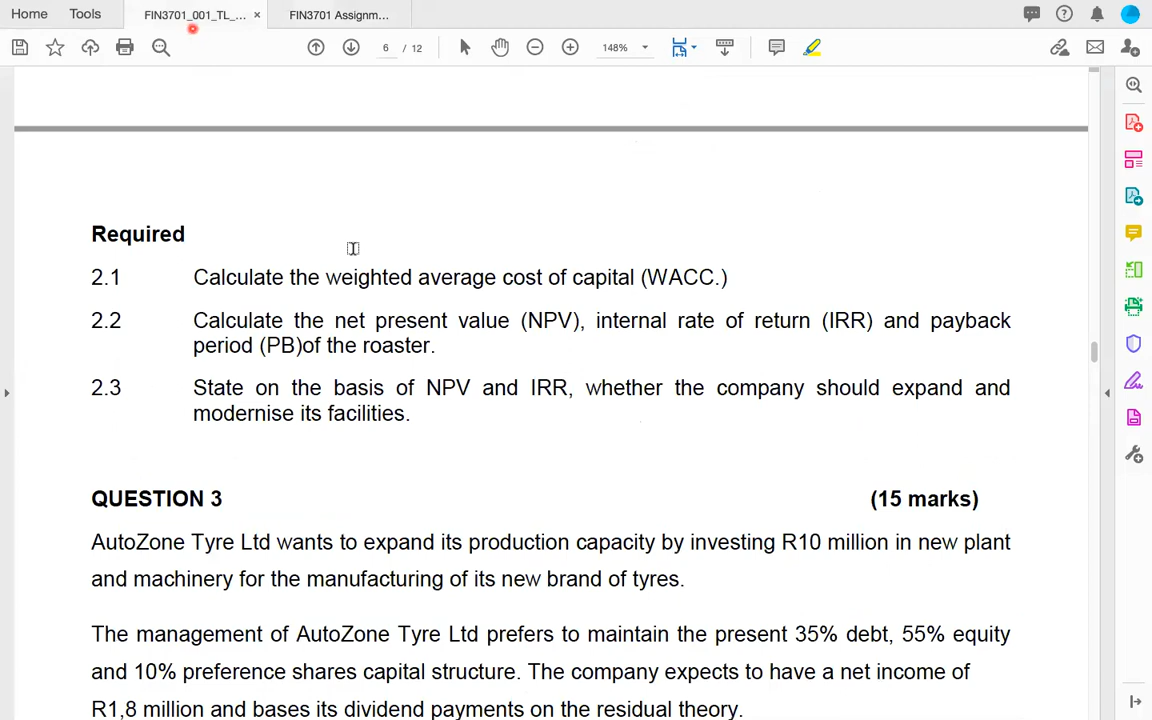 Home Tools FIN3701_001_TL_... × FIN3701 Assignm...
6 / 12 148%
Required
2.1 Calculate the weighted average cost of capital (WACC.)
2.2 Calculate the net present value (NPV), internal rate of return (IRR) and payback
period (PB)of the roaster.
2.3 State on the basis of NPV and IRR, whether the company should expand and
modernise its facilities.
QUESTION 3 (15 marks)
AutoZone Tyre Ltd wants to expand its production capacity by investing R10 million in new plant
and machinery for the manufacturing of its new brand of tyres.
The management of AutoZone Tyre Ltd prefers to maintain the present 35% debt, 55% equity
and 10% preference shares capital structure. The company expects to have a net income of
R1,8 million and bases its dividend payments on the residual theory.